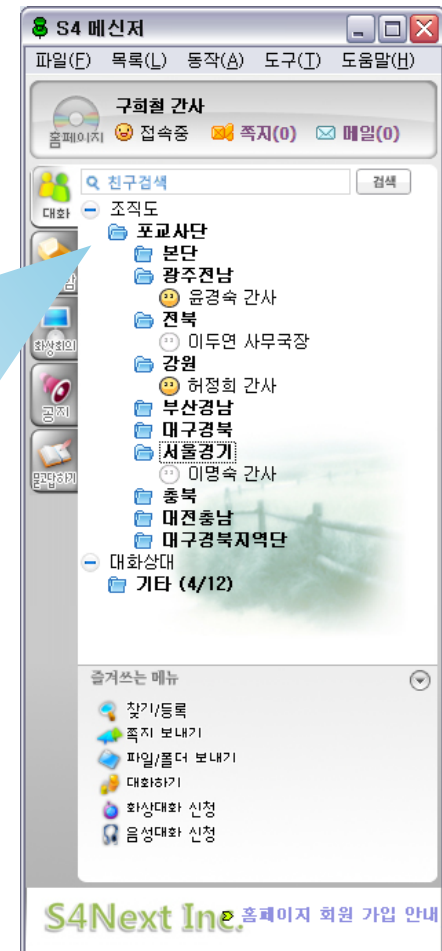 S4 메신저
파일(F) 목록(L) 동작(A) 도구(T) 도움말(H)
구희철 간사
홈페이지 접속중 쪽지(0) 메일(0)
친구검색 검색
대화
조직도
포교사단
본단
광주전남
윤경숙 간사
전북
이두연 사무국장
강원
허정희 간사
화상회의
부산경남
공지
대구경북
서울경기
이명숙 간사
묻고답하기
충북
대전충남
대구경북지역단
대화상대
기타 (4/12)
즐겨쓰는 메뉴
찾기/등록
쪽지 보내기
파일/폴더 보내기
대화하기
화상대화 신청
음성대화 신청
S4Next Inc. 홈페이지 회원 가입 안내